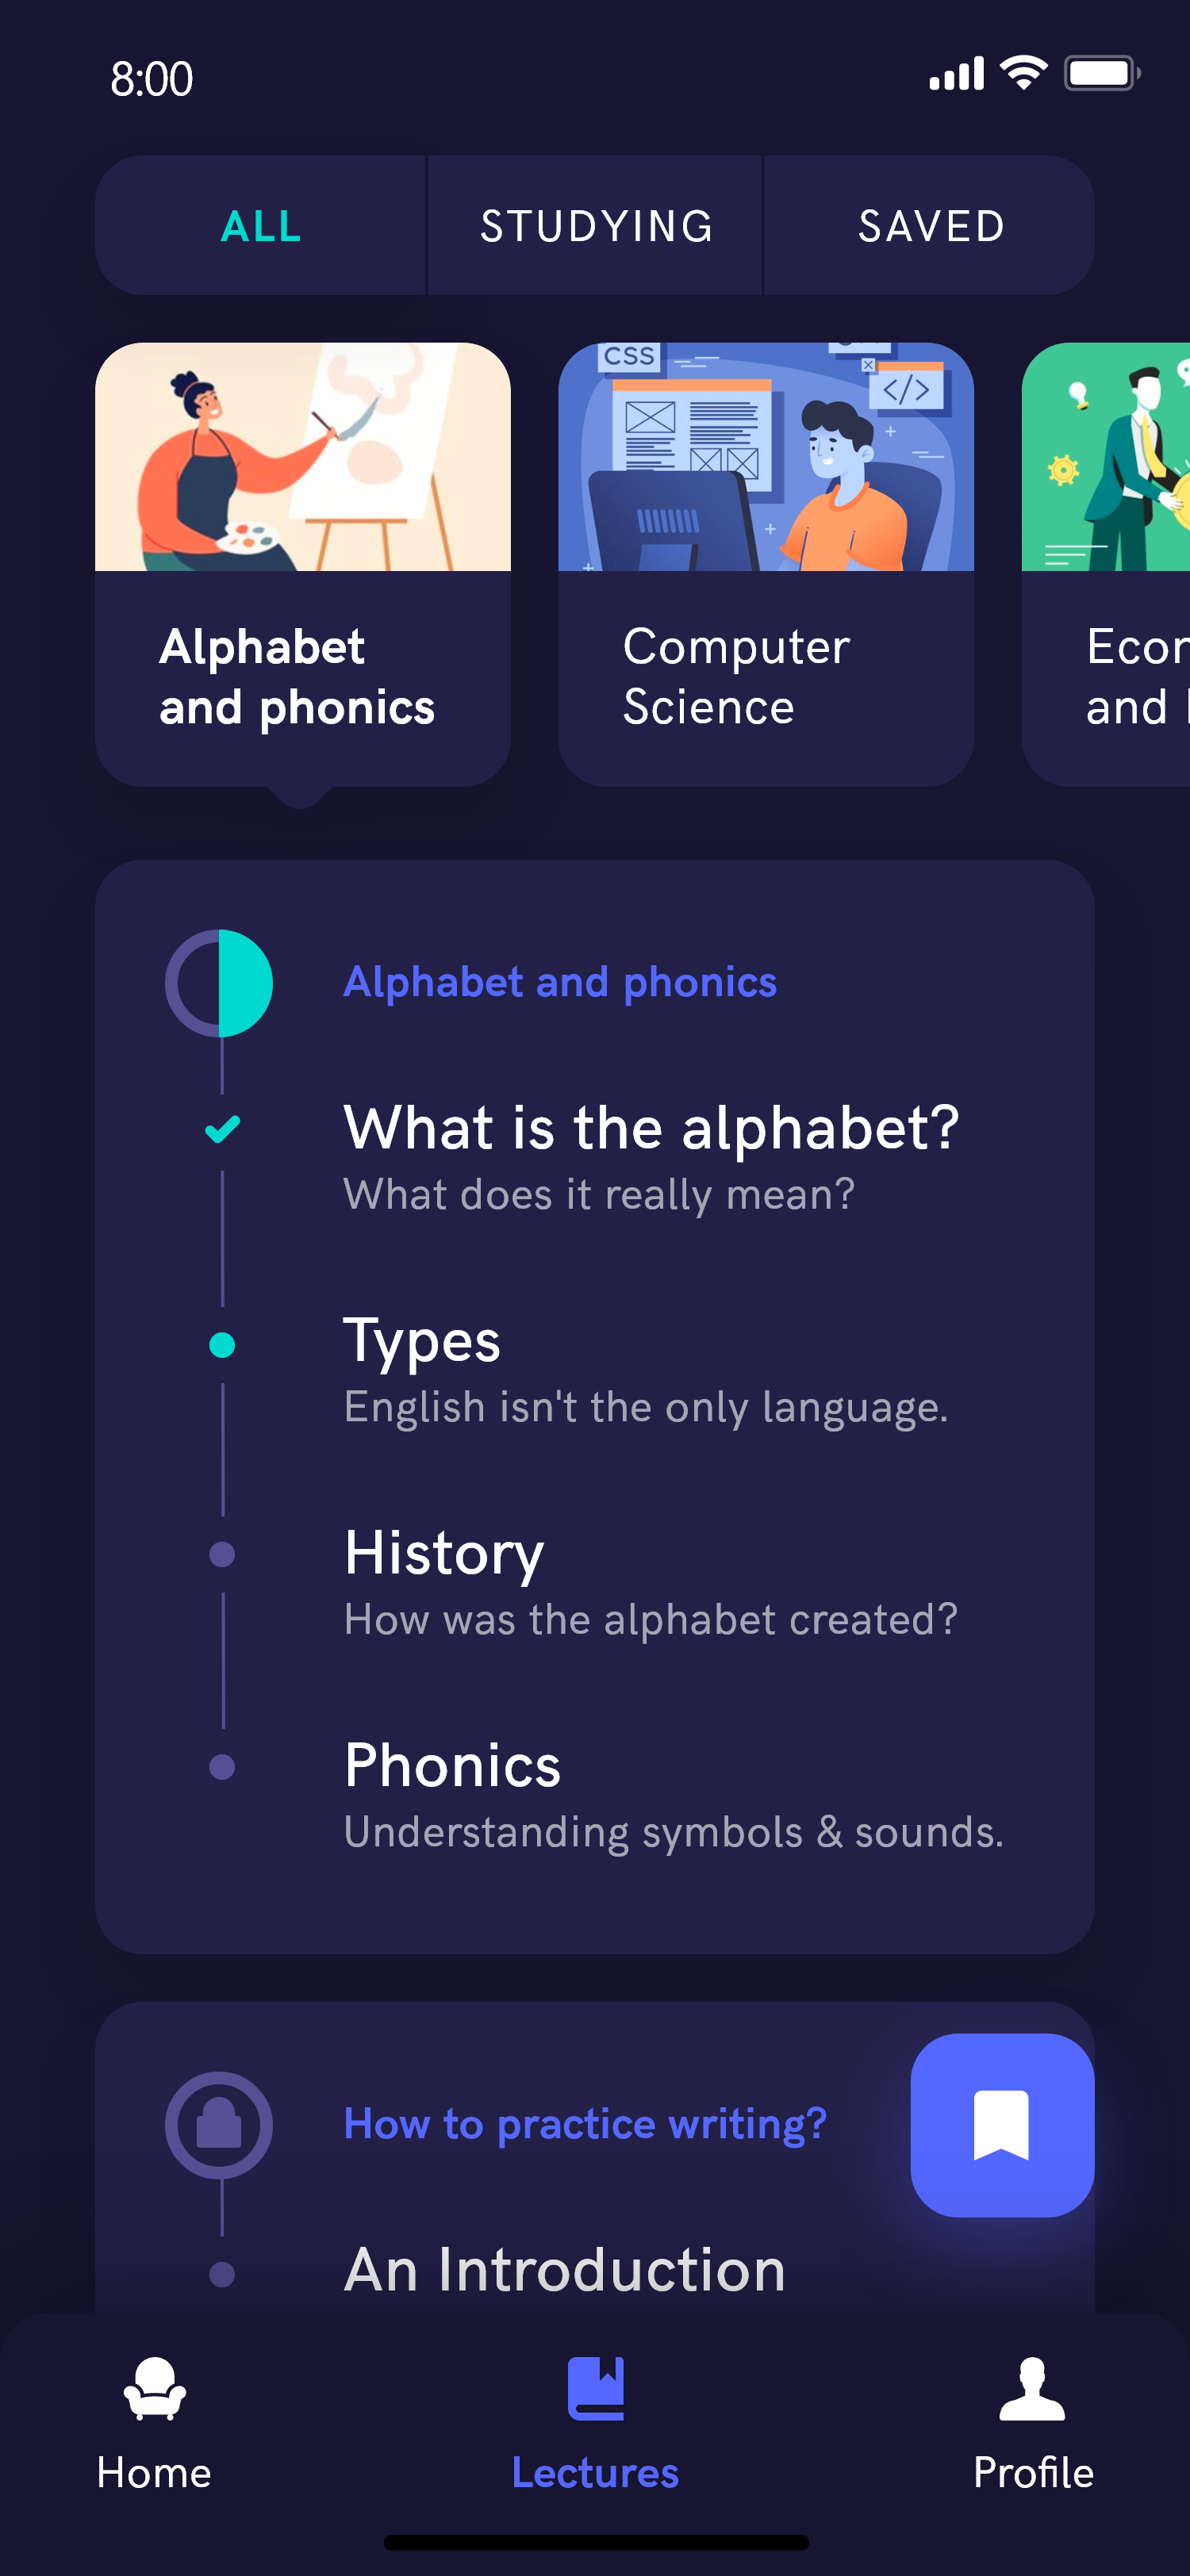 8:00
ALL
STUDYING
SAVED
CSS
</>
Alphabet
and phonics
Computer
Science
and
Alphabet and phonics
What is the alphabet?
What does it really mean?
Types
English isn't the only language.
History
How was the alphabet created?
Phonics
Understanding symbols & sounds.
How to practice writing?
An Introduction
Home
Lectures
Profile